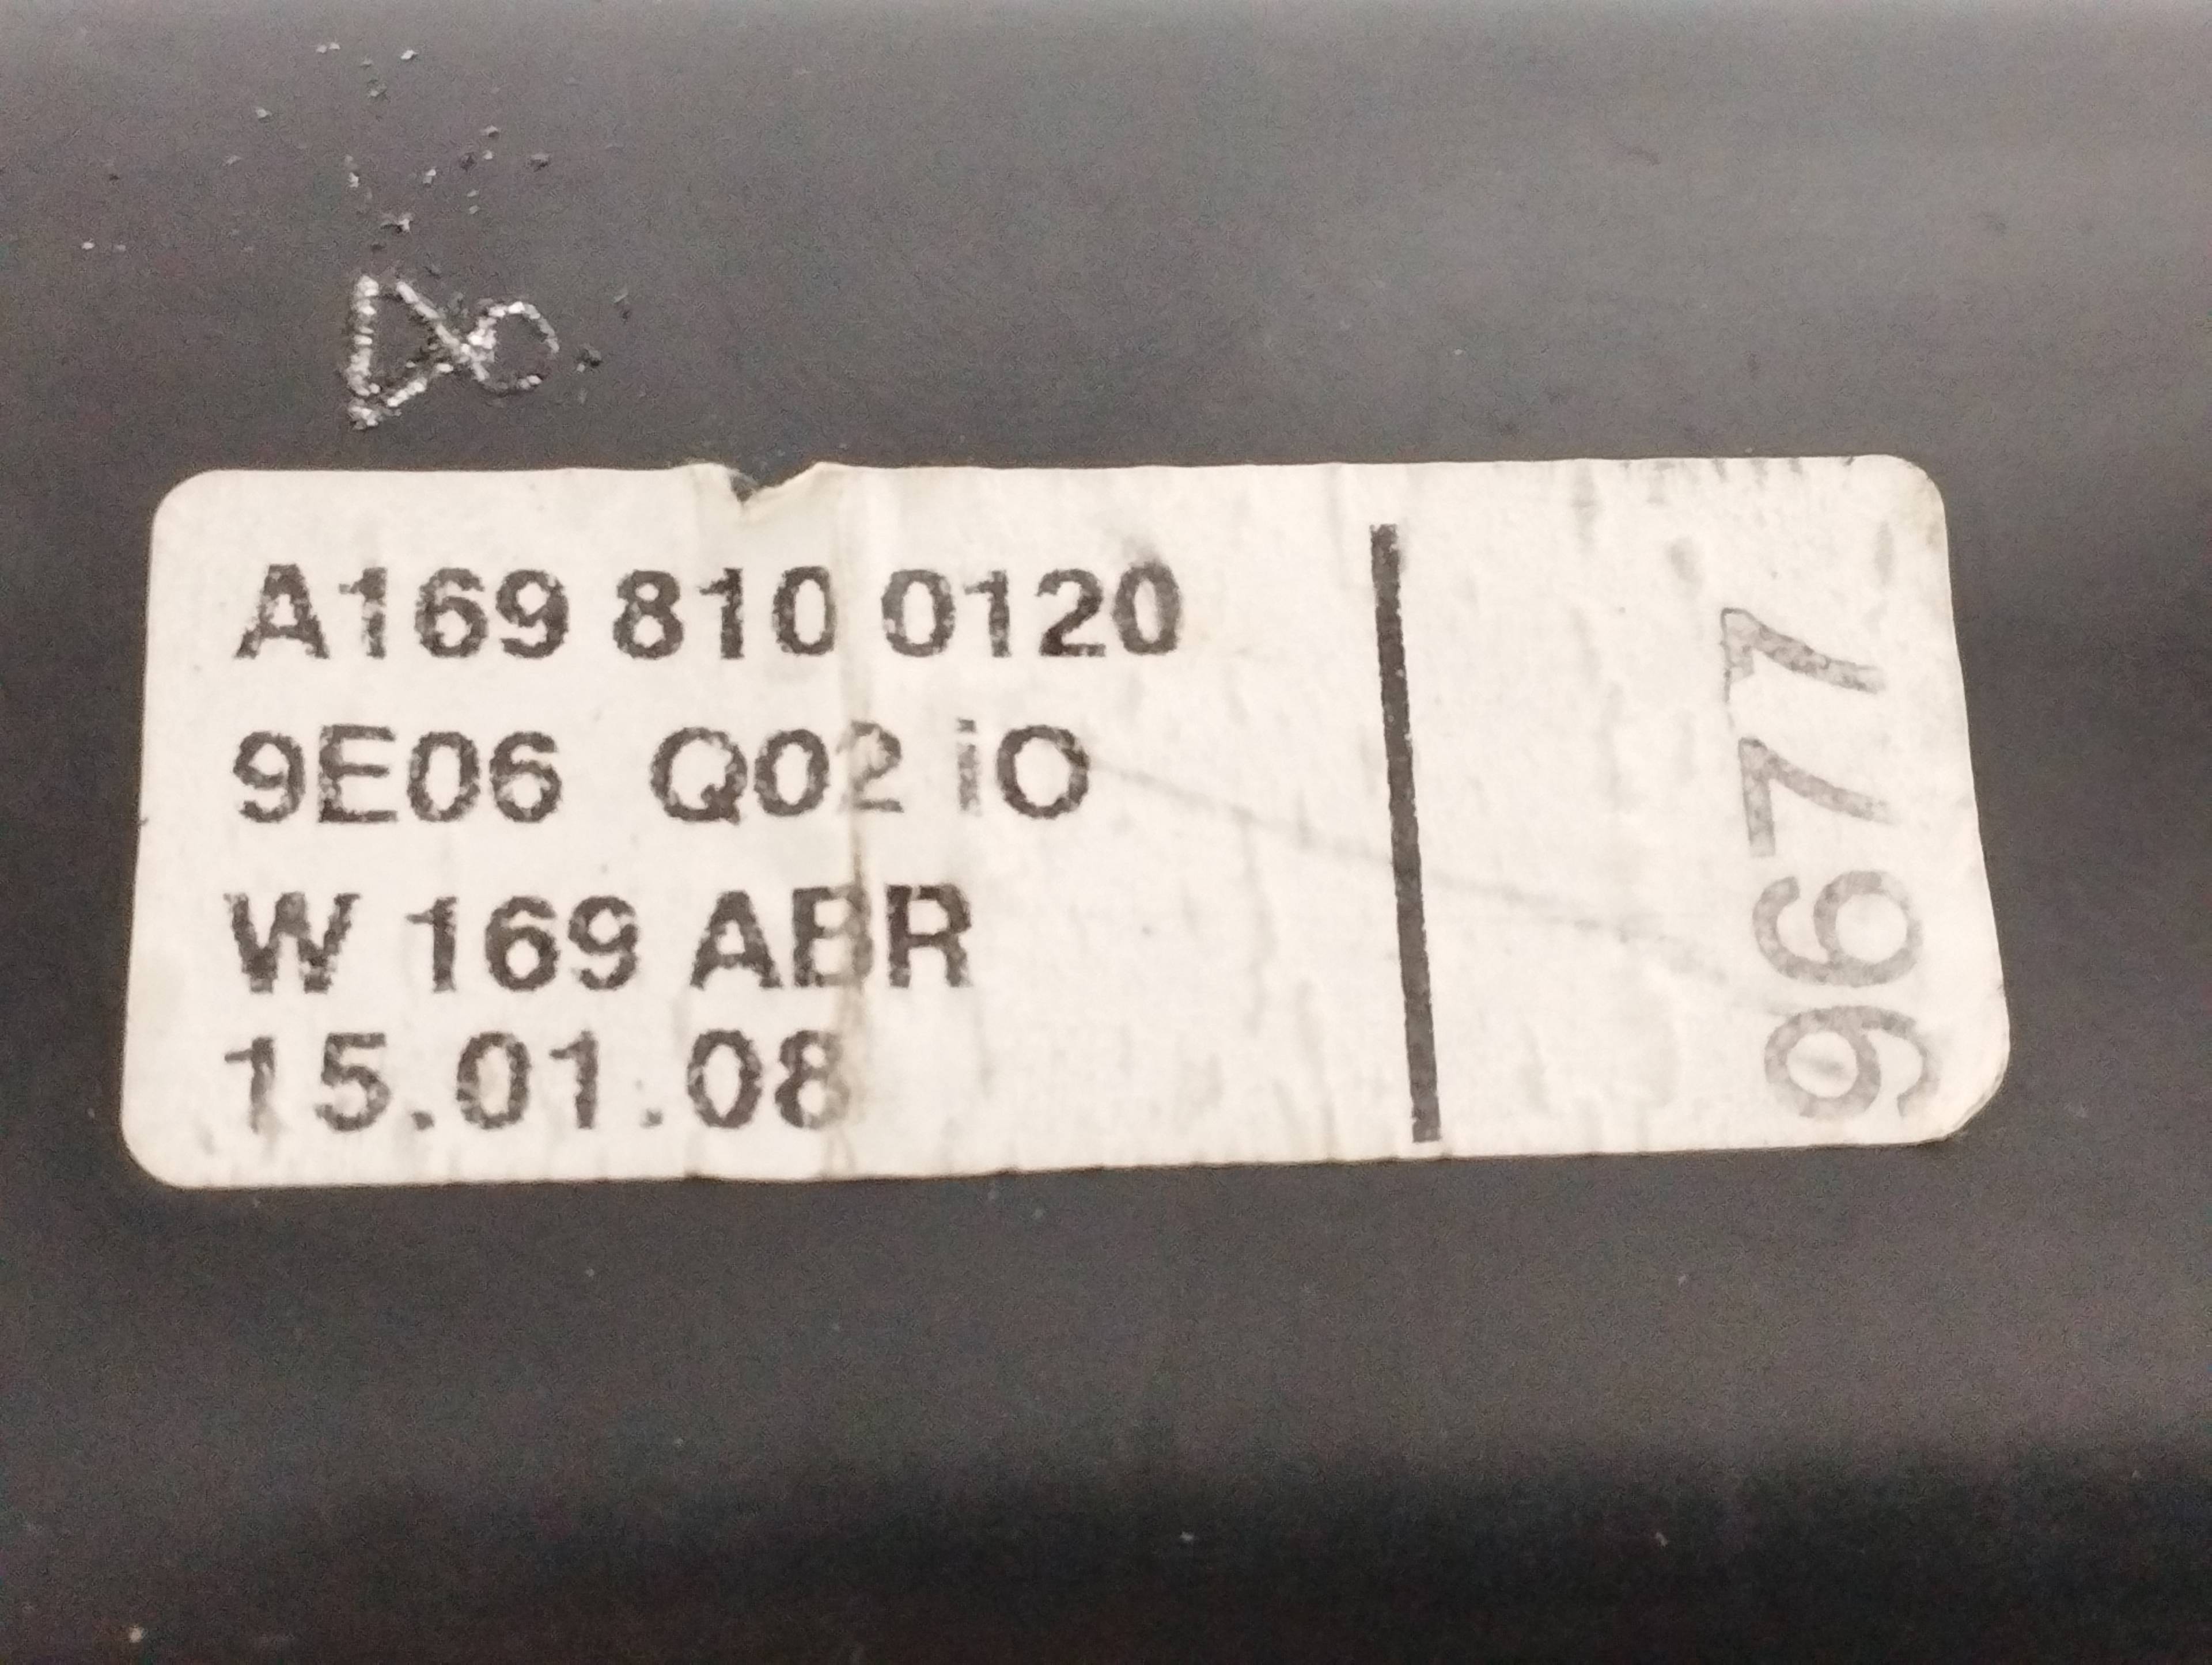 A169 810 0120
9E06 Q02 iO
W 169 ABR
15.01.08
9677